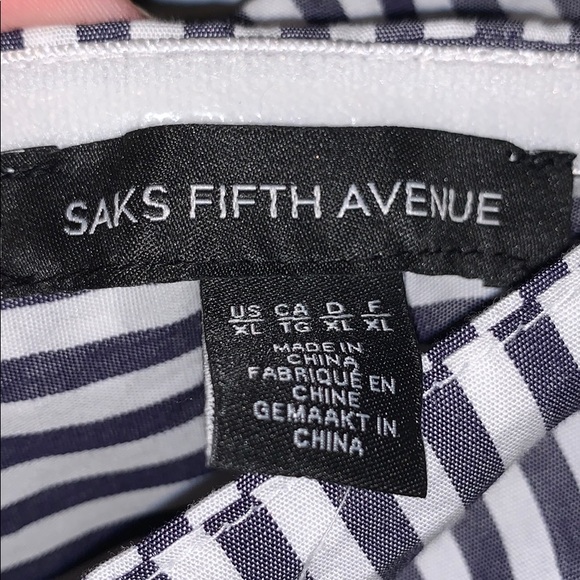 SAKS FIFTH AVENUE
US CA D F
XL TG XL XL
MADE IN
CHINA
FABRIQUÉ EN
CHINE
GEMAAKT IN
CHINA